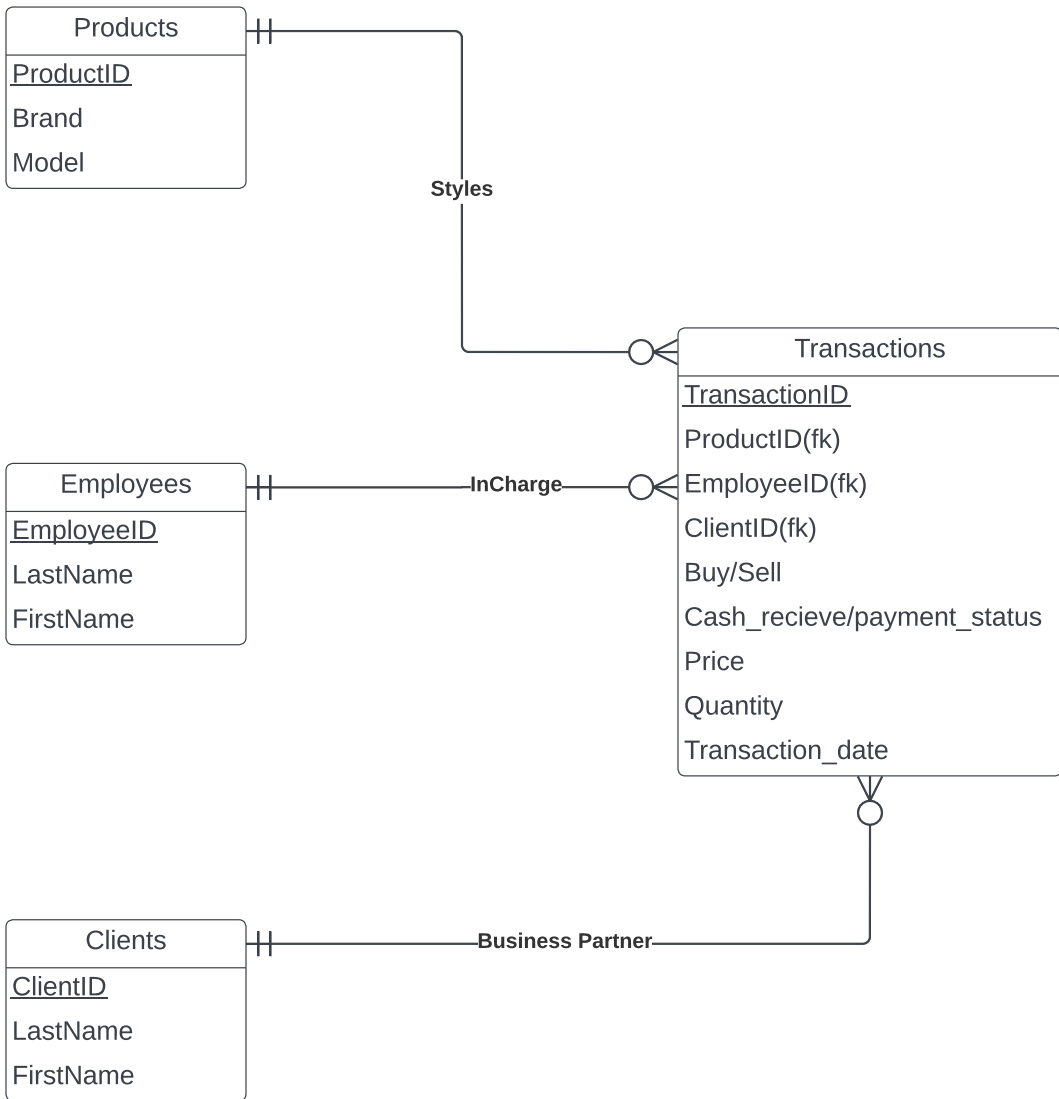 Products
ProductID
Brand
Model
Styles
Transactions
TransactionID
ProductID(fk)
EmployeeID(fk)
ClientID(fk)
Buy/Sell
Cash_recieve/payment_status
Price
Quantity
Transaction_date
InCharge
Employees
EmployeeID
LastName
FirstName
Business Partner
Clients
ClientID
LastName
FirstName